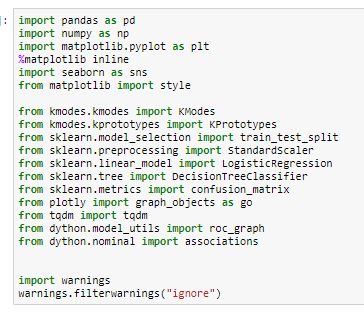 ]: import pandas as pd
import numpy as np
import matplotlib.pyplot as plt
%matplotlib inline
import seaborn as sns
from matplotlib import style
from kmodes.kmodes import KModes
from kmodes.kprototypes import KPrototypes
from sklearn.model_selection import train_test_split
from sklearn.preprocessing import StandardScaler
from sklearn.linear_model import LogisticRegression
from sklearn.tree import DecisionTreeClassifier
from sklearn.metrics import confusion_matrix
from plotly import graph_objects as go
from tqdm import tqdm
from dython.model_utils import roc_graph
from dython.nominal import associations
import warnings
warnings.filterwarnings("ignore")